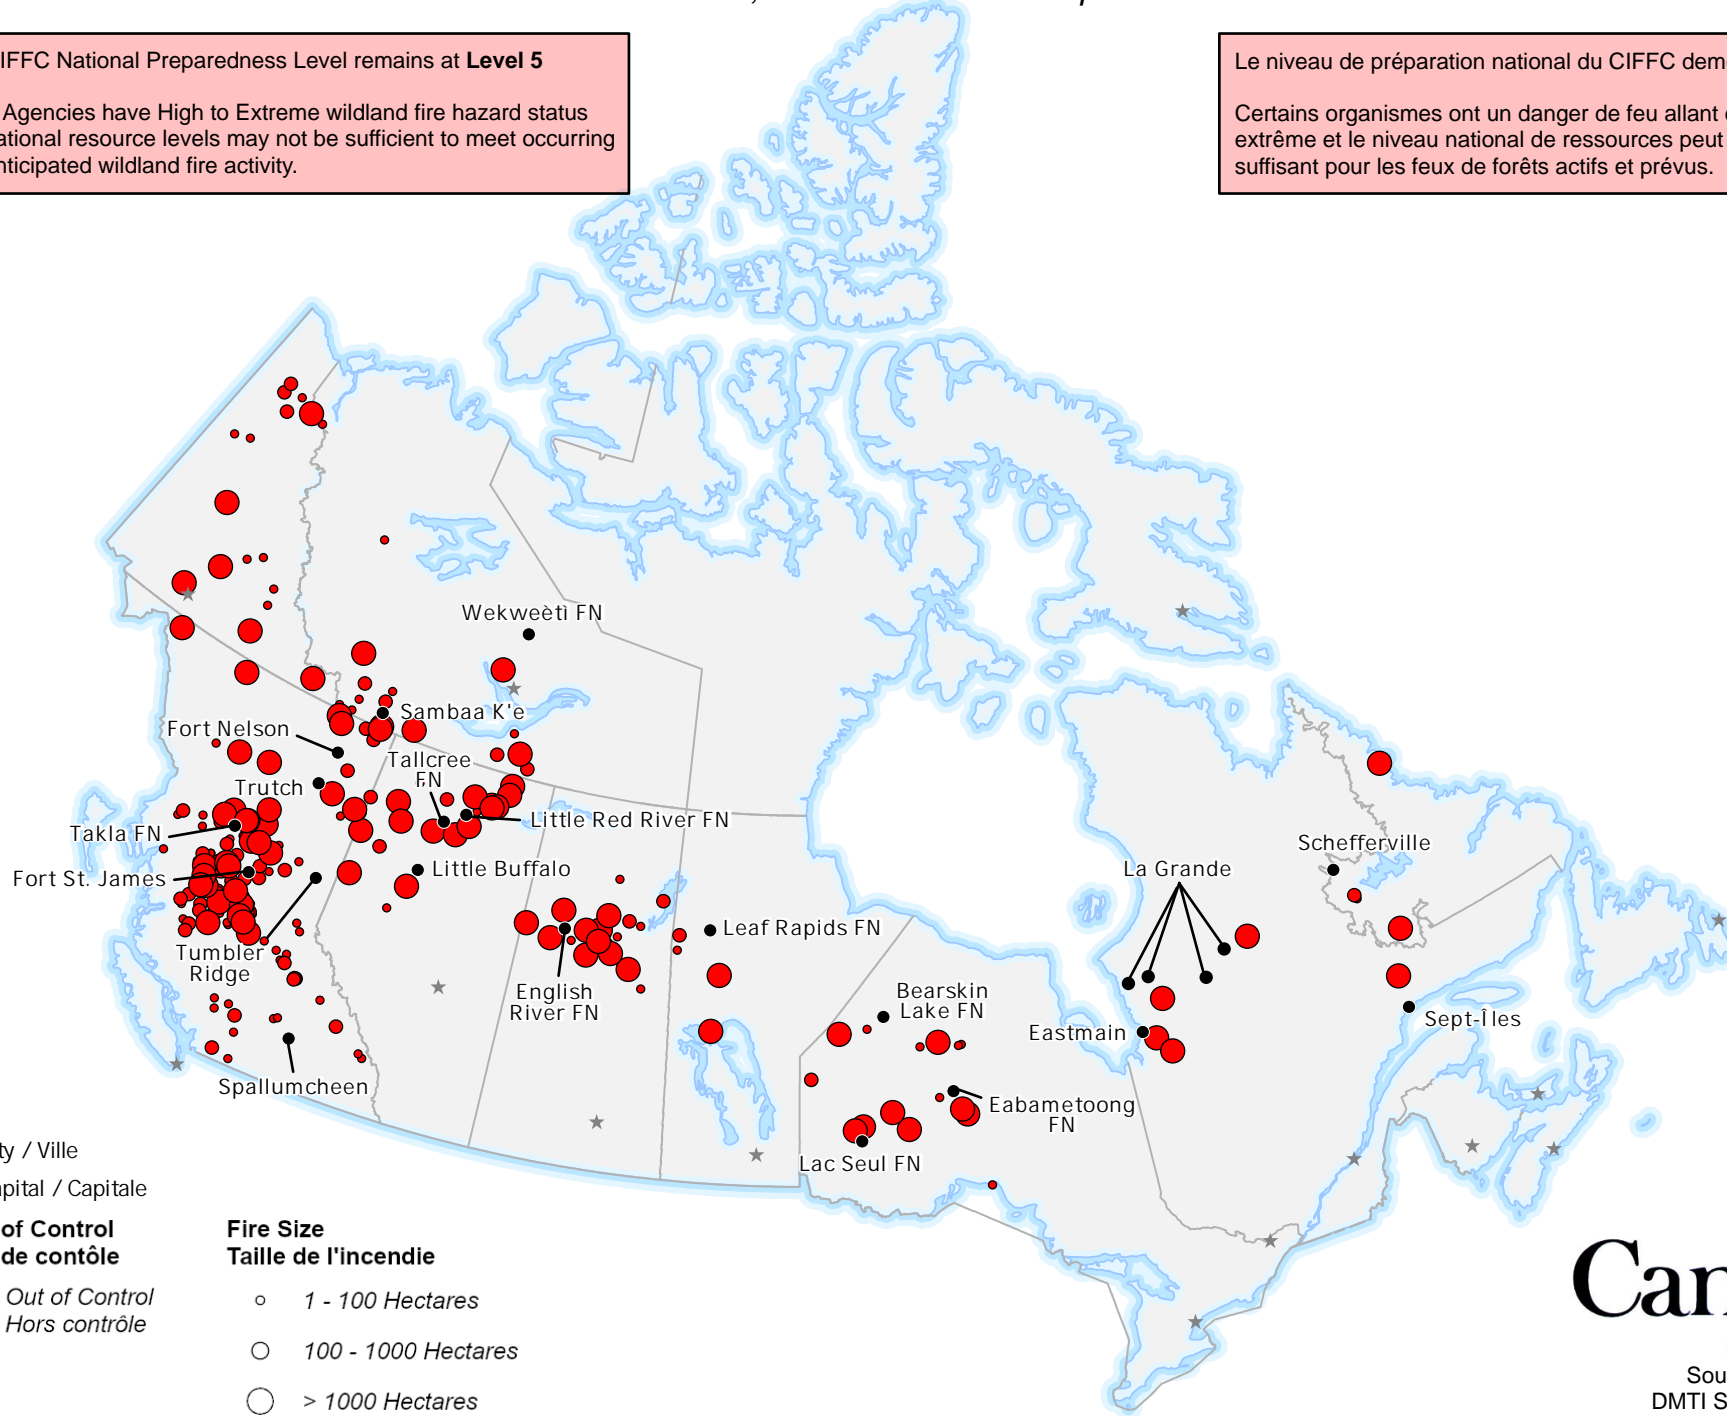 IFFC National Preparedness Level remains at Level 5
Agencies have High to Extreme wildland fire hazard status
ational resource levels may not be sufficient to meet occurring
nticipated wildland fire activity.
Le niveau de préparation national du CIFFC dem
Certains organismes ont un danger de feu allant
extrême et le niveau national de ressources peut
suffisant pour les feux de forêts actifs et prévus.
Wekweètì FN
Sambaa K'e
Fort Nelson
Tallcree
FN
Trutch
Little Red River FN
Takla FN
Schefferville
La Grande
Little Buffalo
Fort St. James
Leaf Rapids FN
Tumbler
Ridge
English
River FN
Bearskin
Lake FN
Sept-Îles
Eastmain
Spallumcheen
Eabametoong
FN
Lac Seul FN
ty / Ville
pital / Capitale
of Control
de contôle
Out of Control
Hors contrôle
Fire Size
Taille de l'incendie
1 - 100 Hectares
100 - 1000 Hectares
> 1000 Hectares
Can
Sou
DMTI S